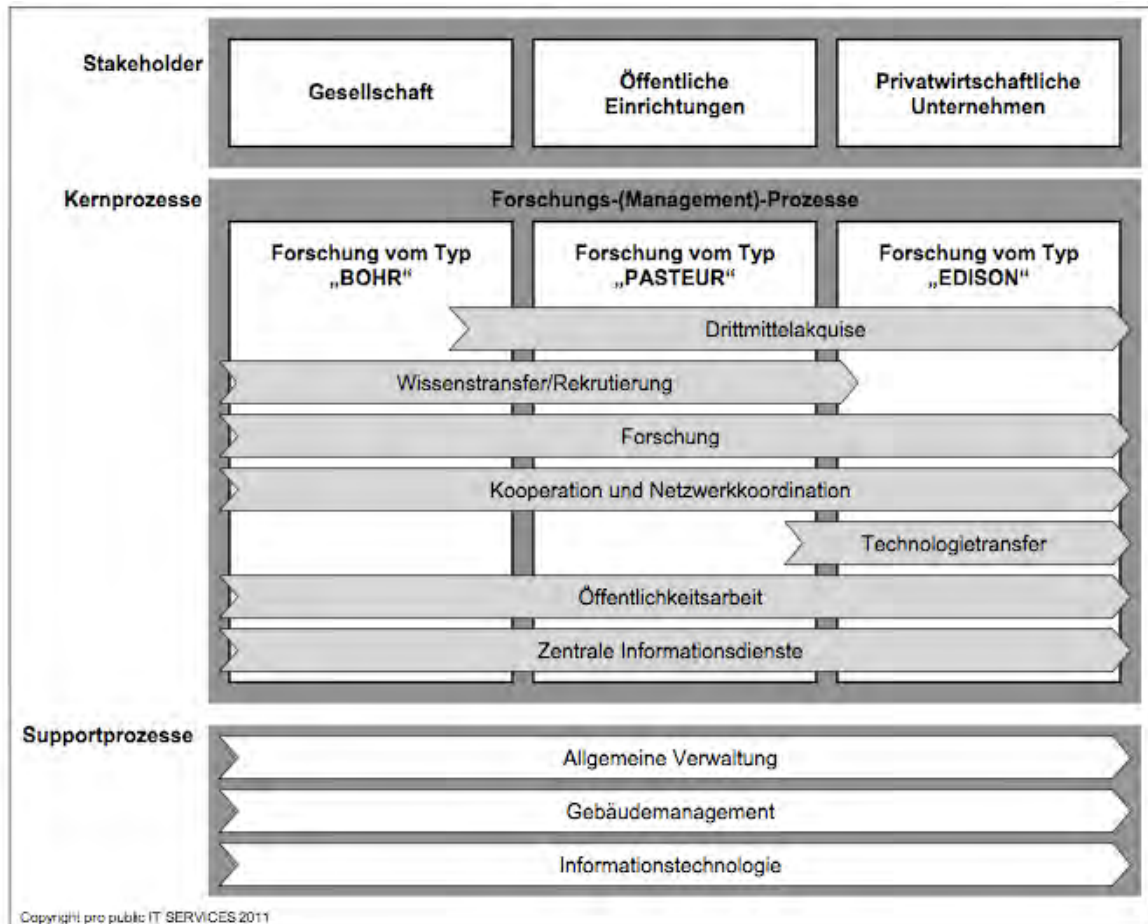 Stakeholder
Gesellschaft
Öffentliche
Einrichtungen
Privatwirtschaftliche
Unternehmen
Kernprozesse
Forschungs-(Management)-Prozesse
Forschung vom Typ
„BOHR“
Forschung vom Typ
„PASTEUR“
Forschung vom Typ
„EDISON“
Drittmittelakquise
Wissenstransfer/Rekrutierung
Forschung
Kooperation und Netzwerkkoordination
Technologietransfer
Öffentlichkeitsarbeit
Zentrale Informationsdienste
Supportprozesse
Allgemeine Verwaltung
Gebäudemanagement
Informationstechnologie
Copyright pro public IT SERVICES 2011